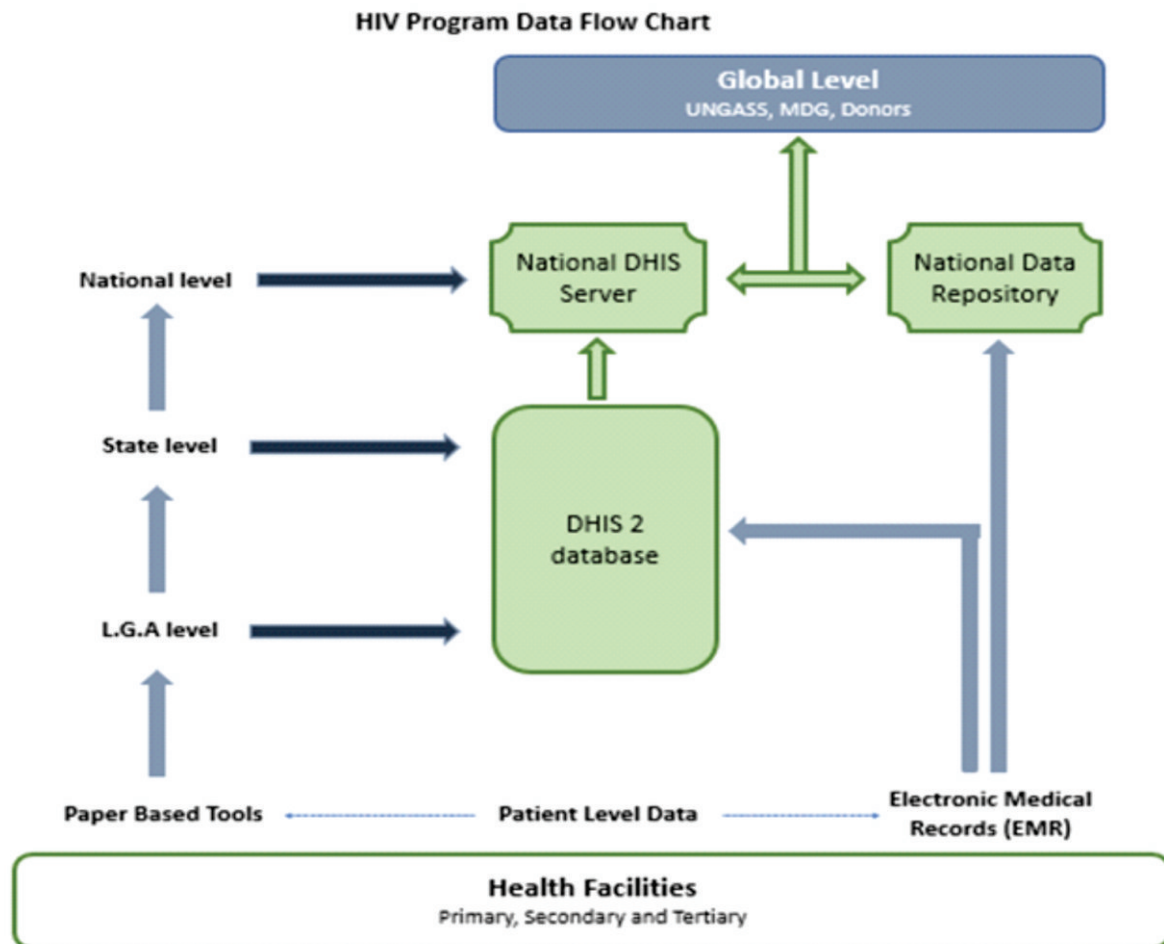 HIV Program Data Flow Chart
Global Level
UNGASS, MDG, Donors
National level
National DHIS
Server
National Data
Repository
State level
DHIS 2
database
L.G.A level
Paper Based Tools
Patient Level Data
Electronic Medical
Records (EMR)
Health Facilities
Primary, Secondary and Tertiary